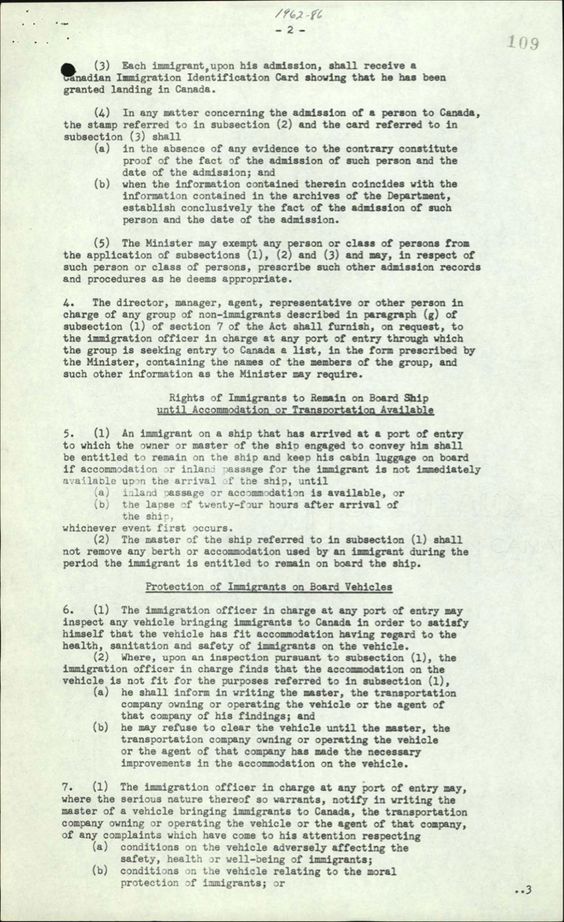 1962-86
- 2 -
109
(3) Each immigrant, upon his admission, shall receive a
Canadian Immigration Identification Card showing that he has been
granted landing in Canada.
(4) In any matter concerning the admission of a person to Canada,
the stamp referred to in subsection (2) and the card referred to in
subsection (3) shall
(a) in the absence of any evidence to the contrary constitute
proof of the fact of the admission of such person and the
date of the admission; and
(b) when the information contained therein coincides with the
information contained in the archives of the Department,
establish conclusively the fact of the admission of such
person and the date of the admission.
(5) The Minister may exempt any person or class of persons from
the application of subsections (1), (2) and (3) and may, in respect of
such person or class of persons, prescribe such other admission records
and procedures as he deems appropriate.
4. The director, manager, agent, representative or other person in
charge of any group of non-immigrants described in paragraph (g) of
subsection (1) of section 7 of the Act shall furnish, on request, to
the immigration officer in charge at any port of entry through which
the group is seeking entry to Canada a list, in the form prescribed by
the Minister, containing the names of the members of the group, and
such other information as the Minister may require.
Rights of Immigrants to Remain on Board Ship
until Accommodation or Transportation Available
5. (1) An immigrant on a ship that has arrived at a port of entry
to which the owner or master of the ship engaged to convey him shall
be entitled to remain on the ship and keep his cabin luggage on board
if accommodation or inland passage for the immigrant is not immediately
available upon the arrival of the ship, until
(a) inland passage or accommodation is available, or
(b) the lapse of twenty-four hours after arrival of
the ship,
whichever event first occurs.
(2) The master of the ship referred to in subsection (1) shall
not remove any berth or accommodation used by an immigrant during the
period the immigrant is entitled to remain on board the ship.
Protection of Immigrants on Board Vehicles
6. (1) The immigration officer in charge at any port of entry may
inspect any vehicle bringing immigrants to Canada in order to satisfy
himself that the vehicle has fit accommodation having regard to the
health, sanitation and safety of immigrants on the vehicle.
(2) Where, upon an inspection pursuant to subsection (1), the
immigration officer in charge finds that the accommodation on the
vehicle is not fit for the purposes referred to in subsection (1),
(a) he shall inform in writing the master, the transportation
company owning or operating the vehicle or the agent of
that company of his findings; and
(b) he may refuse to clear the vehicle until the master, the
transportation company owning or operating the vehicle
or the agent of that company has made the necessary
improvements in the accommodation on the vehicle.
7. (1) The immigration officer in charge at any port of entry may,
where the serious nature thereof so warrants, notify in writing the
master of a vehicle bringing immigrants to Canada, the transportation
company owning or operating the vehicle or the agent of that company,
of any complaints which have come to his attention respecting
(a) conditions on the vehicle adversely affecting the
safety, health or well-being of immigrants;
(b) conditions on the vehicle relating to the moral
protection of immigrants; or
..3